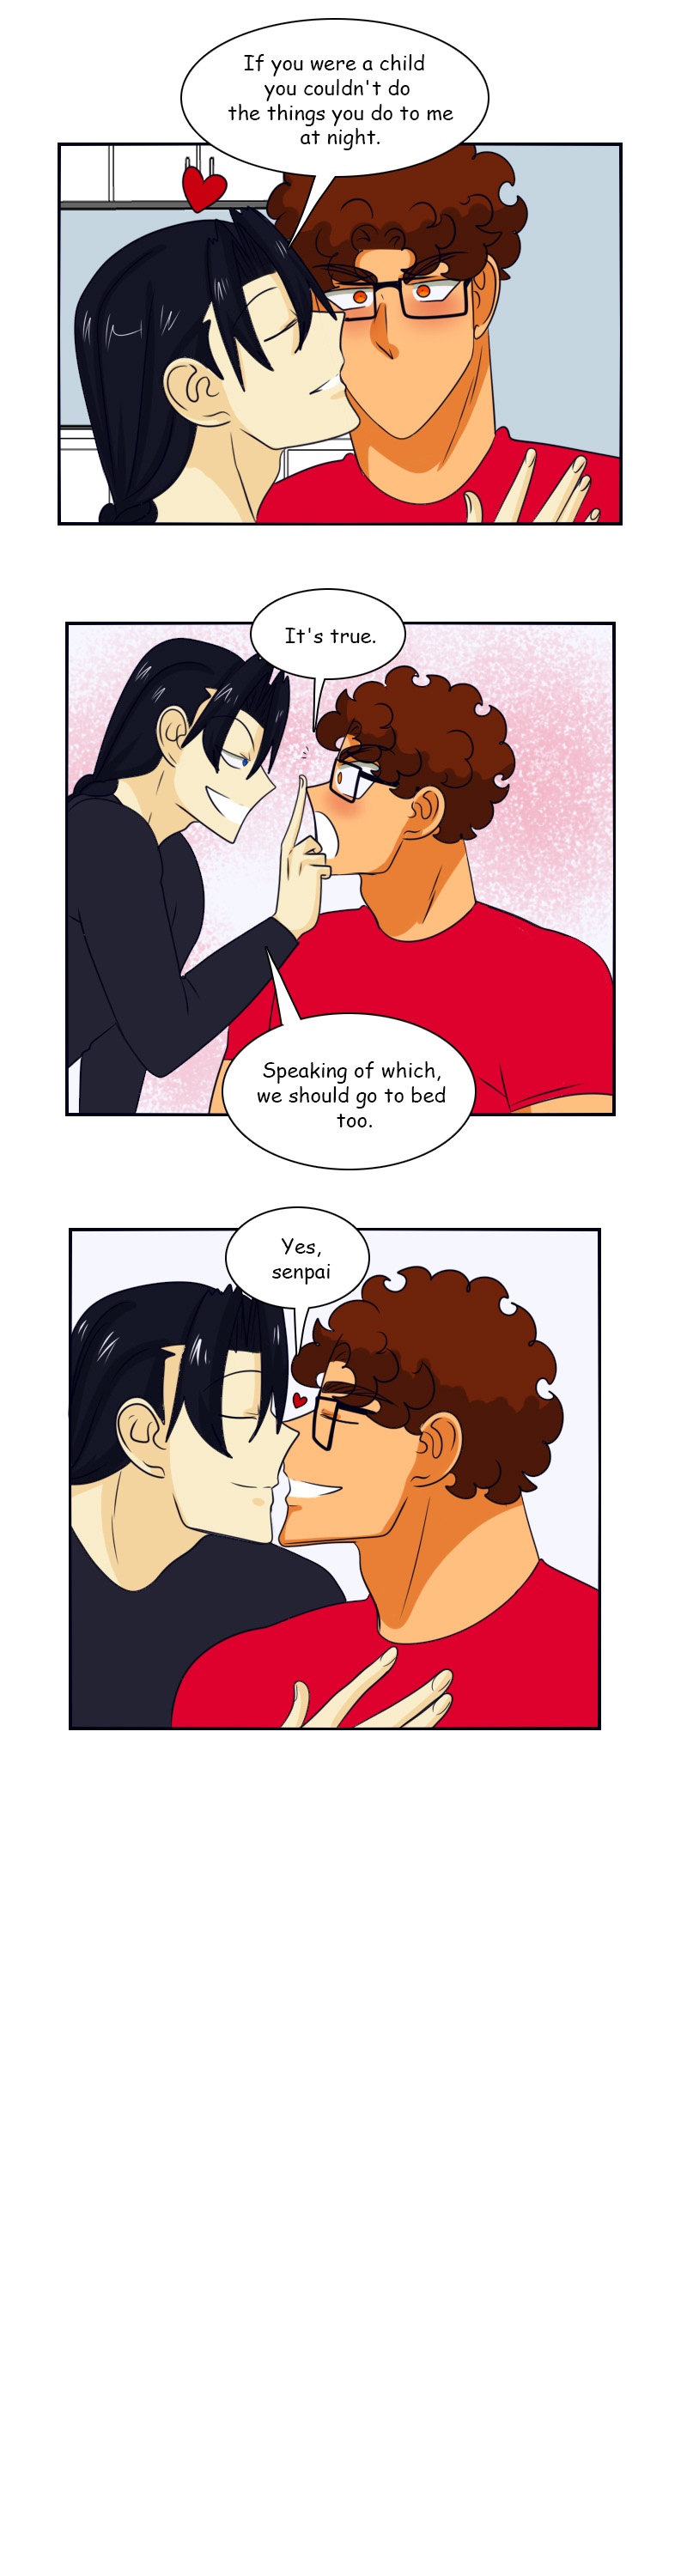 If you were a child
you couldn't do
the things you do to me
at night.
It's true.
Speaking of which,
we should go to bed
too.
Yes,
senpai